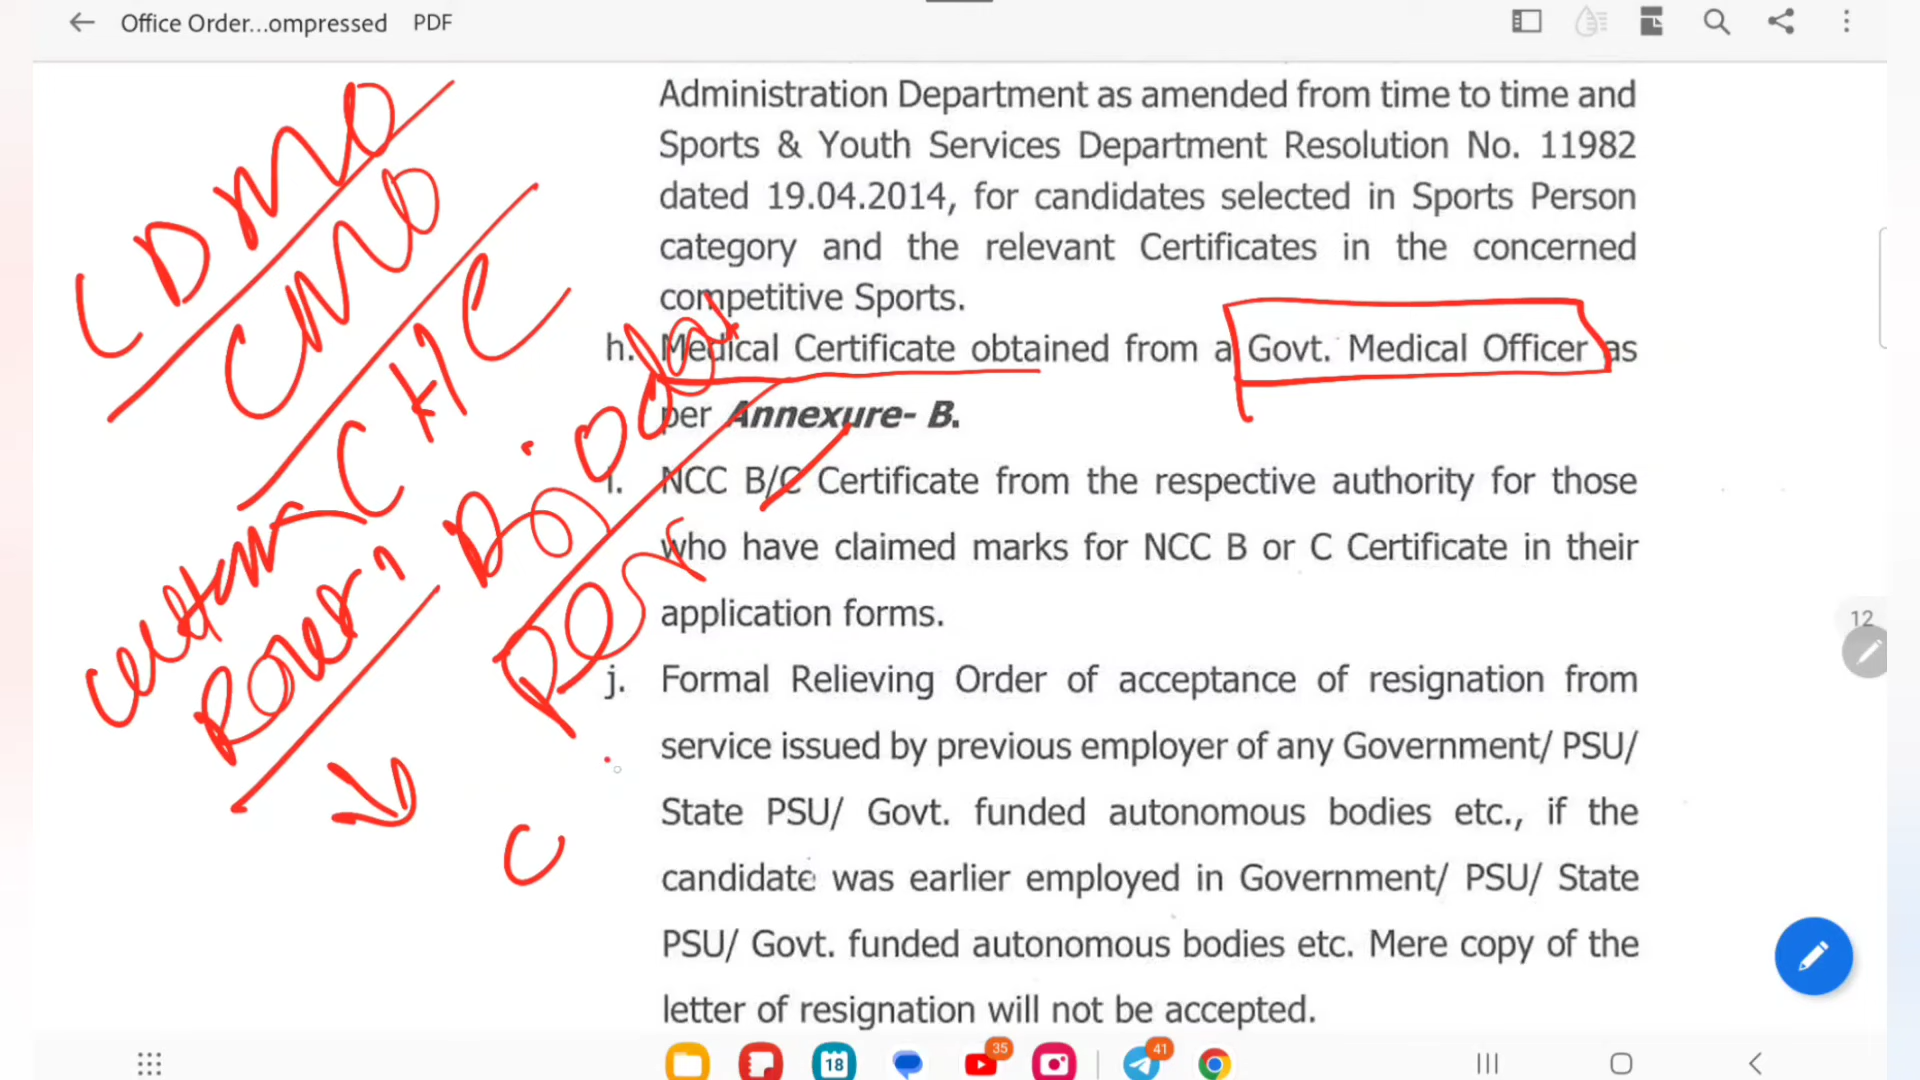 Office Order...ompressed PDF
Administration Department as amended from time to time and
Sports & Youth Services Department Resolution No. 11982
dated 19.04.2014, for candidates selected in Sports Person
category and the relevant Certificates in the concerned
competitive Sports.
h. Medical Certificate obtained from a Govt. Medical Officer as
per Annexure- B.
i. NCC B/C Certificate from the respective authority for those
who have claimed marks for NCC B or C Certificate in their
application forms.
j. Formal Relieving Order of acceptance of resignation from
service issued by previous employer of any Government/ PSU/
State PSU/ Govt. funded autonomous bodies etc., if the
candidate was earlier employed in Government/ PSU/ State
PSU/ Govt. funded autonomous bodies etc. Mere copy of the
letter of resignation will not be accepted.
CDMO
CMO
CHC
C
12
18
35
41